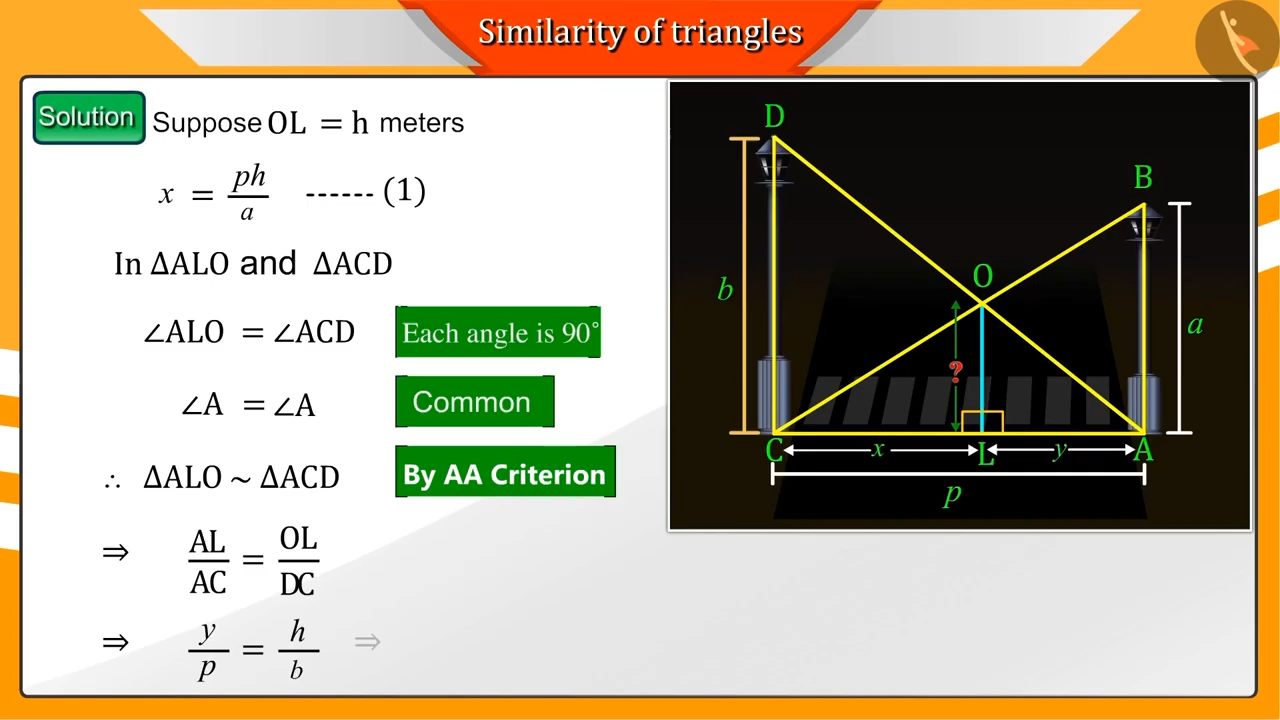 Similarity of triangles
Solution Suppose OL = h meters
x = ph/a ------ (1)
In ΔALO and ΔACD
∠ALO = ∠ACD Each angle is 90°
∠A = ∠A Common
∴ ΔALO ~ ΔACD By AA Criterion
⇒ AL/AC = OL/DC
⇒ y/p = h/b ⇒
D
B
O
b
a
?
C x L y A
p